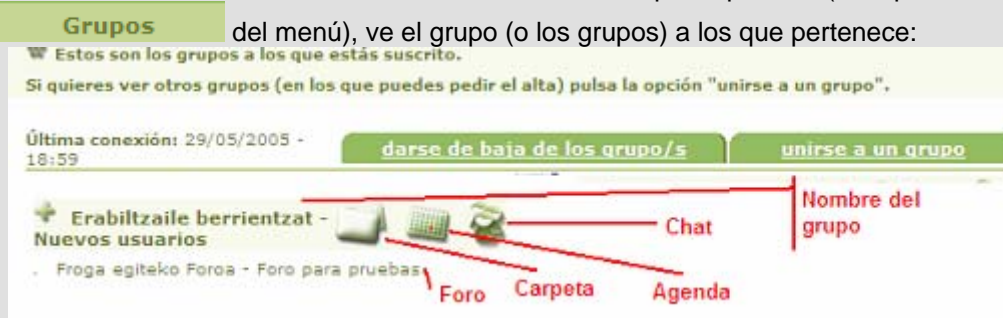 Grupos
del menú), ve el grupo (o los grupos) a los que pertenece:
Estos son los grupos a los que estás suscrito.
Si quieres ver otros grupos (en los que puedes pedir el alta) pulsa la opción "unirse a un grupo".
Última conexión: 29/05/2005 - 18:59
darse de baja de los grupo/s
unirse a un grupo
Erabiltzaile berrientzat -
Nuevos usuarios
Nombre del
grupo
Chat
. Froga egiteko Foroa - Foro para pruebas
Foro
Carpeta
Agenda